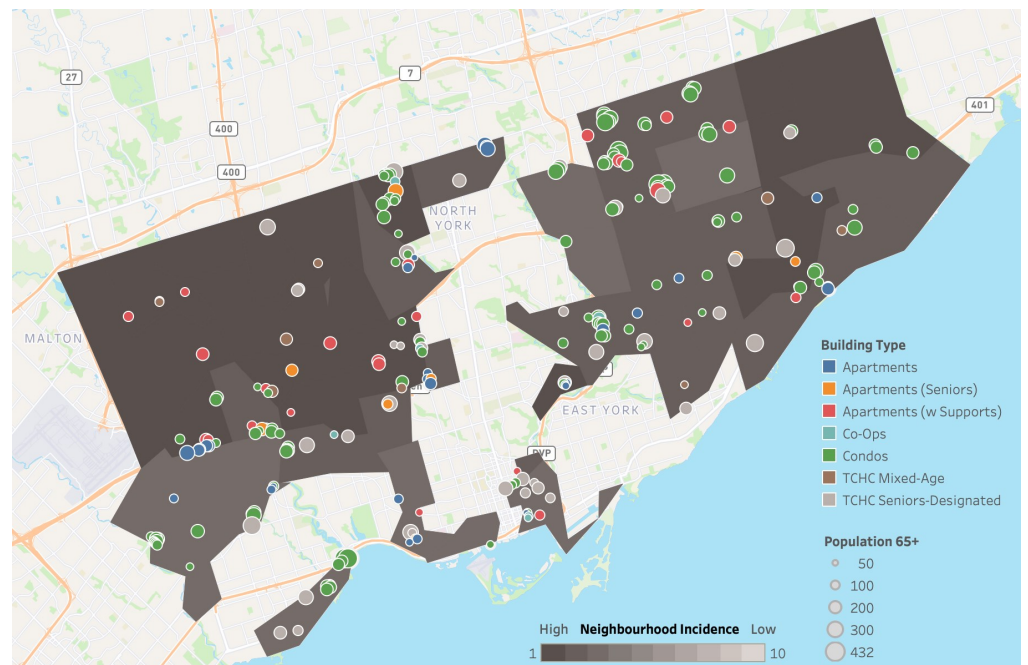 27
7
400
401
400
NORTH
YORK
MALTON
EAST YORK
DVP
Building Type
Apartments
Apartments (Seniors)
Apartments (w Supports)
Co-Ops
Condos
TCHC Mixed-Age
TCHC Seniors-Designated
Population 65+
50
100
200
300
432
High Neighbourhood Incidence Low
1 10